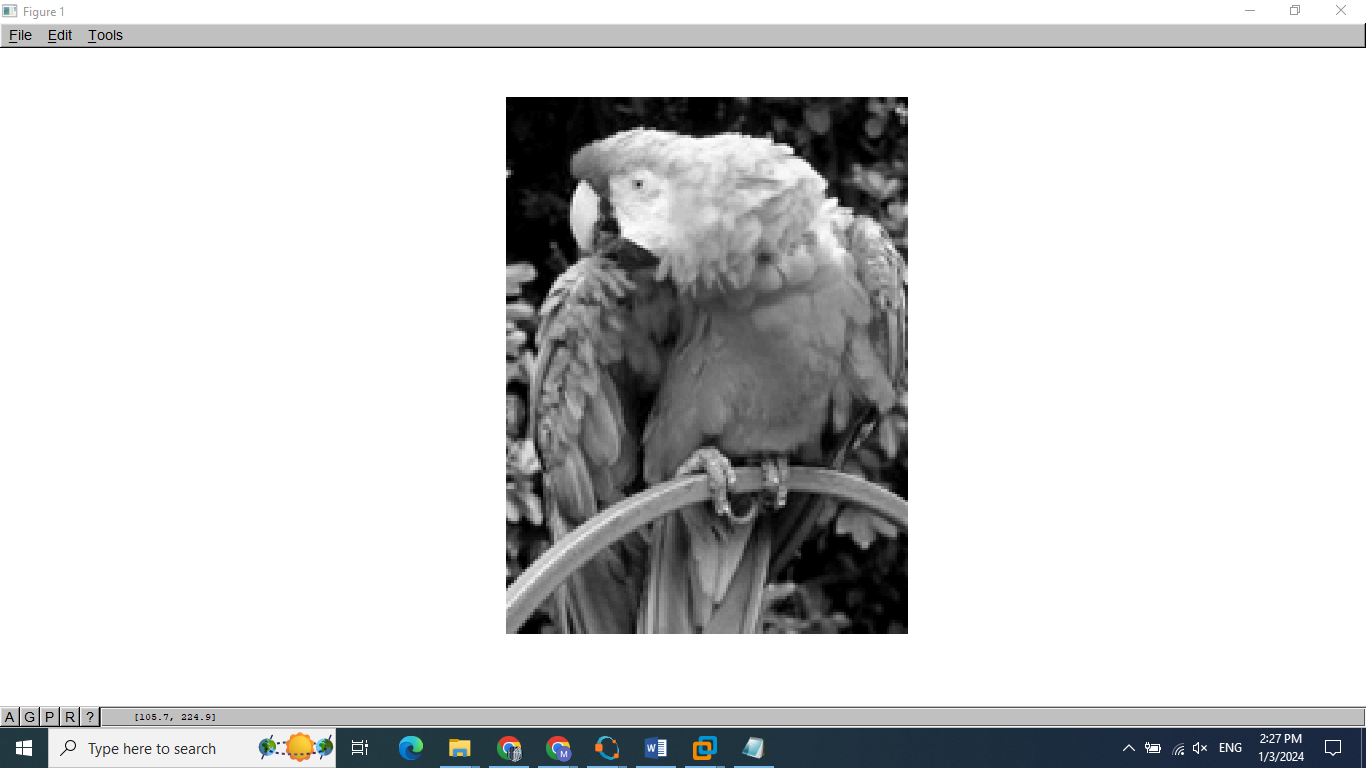 Figure 1
File Edit Tools
A G P R ? [105.7, 224.9]
Type here to search
ENG
2:27 PM
1/3/2024